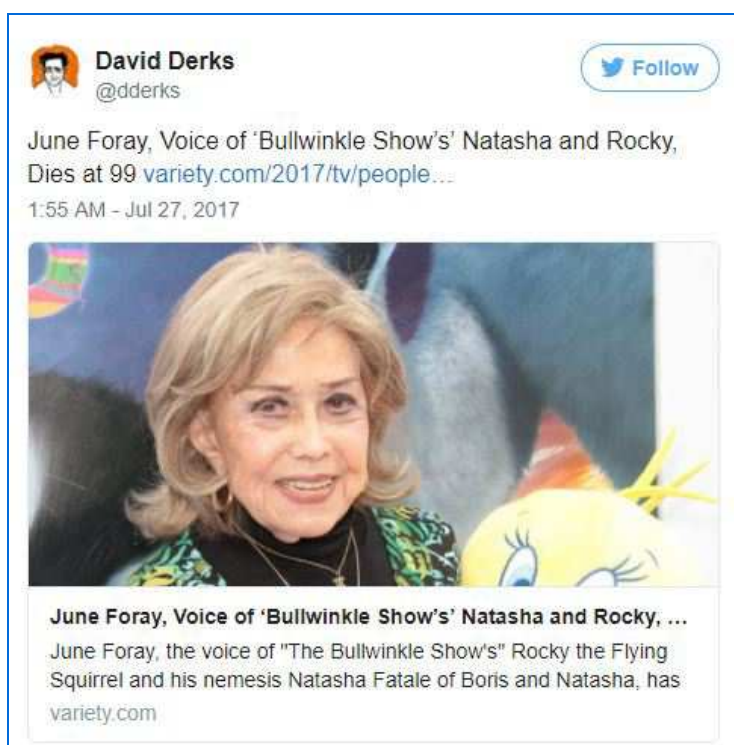 David Derks
@dderks
Follow
June Foray, Voice of ‘Bullwinkle Show’s’ Natasha and Rocky,
Dies at 99 variety.com/2017/tv/people…
1:55 AM - Jul 27, 2017
June Foray, Voice of ‘Bullwinkle Show’s’ Natasha and Rocky, ...
June Foray, the voice of "The Bullwinkle Show's" Rocky the Flying
Squirrel and his nemesis Natasha Fatale of Boris and Natasha, has
variety.com